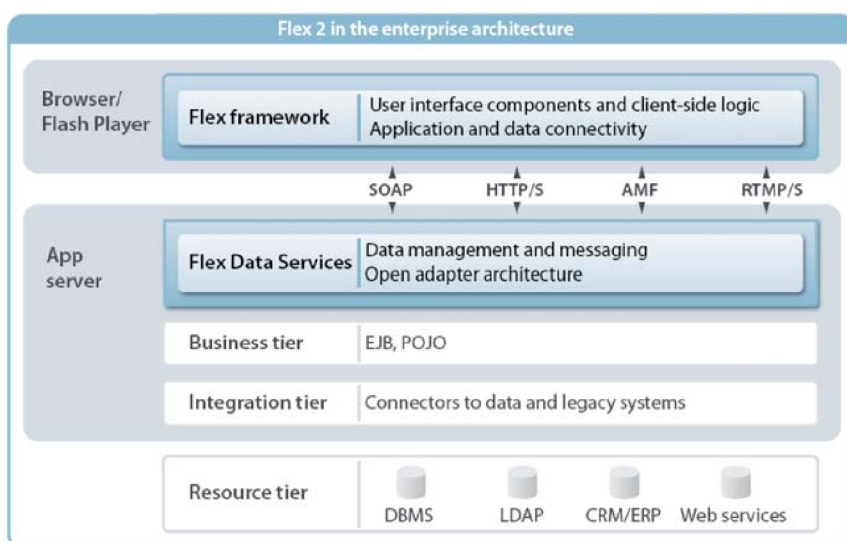 Flex 2 in the enterprise architecture
Browser/
Flash Player
Flex framework
User interface components and client-side logic
Application and data connectivity
SOAP HTTP/S AMF RTMP/S
App
server
Flex Data Services
Data management and messaging
Open adapter architecture
Business tier
EJB, POJO
Integration tier
Connectors to data and legacy systems
Resource tier
DBMS LDAP CRM/ERP Web services